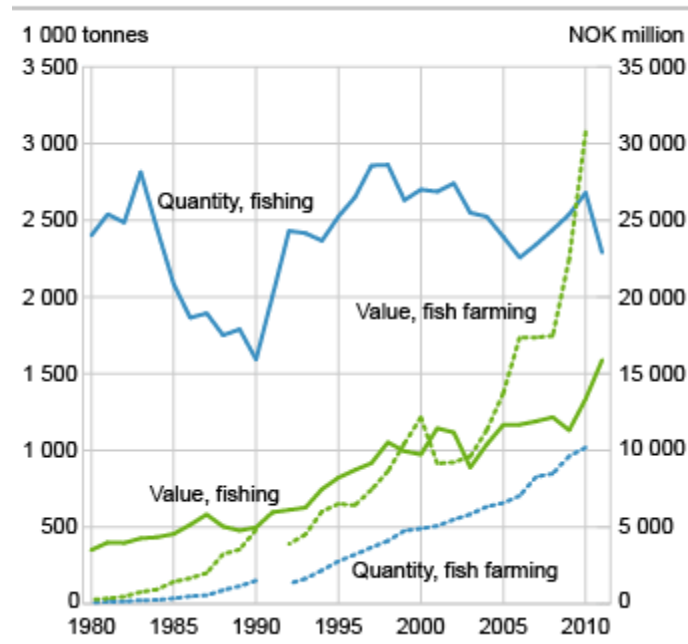 1 000 tonnes NOK million
3 500 35 000
3 000 30 000
Quantity, fishing
2 500 25 000
2 000 20 000
Value, fish farming
1 500 15 000
1 000 10 000
Value, fishing
500 5 000
Quantity, fish farming
0 0
1980 1985 1990 1995 2000 2005 2010